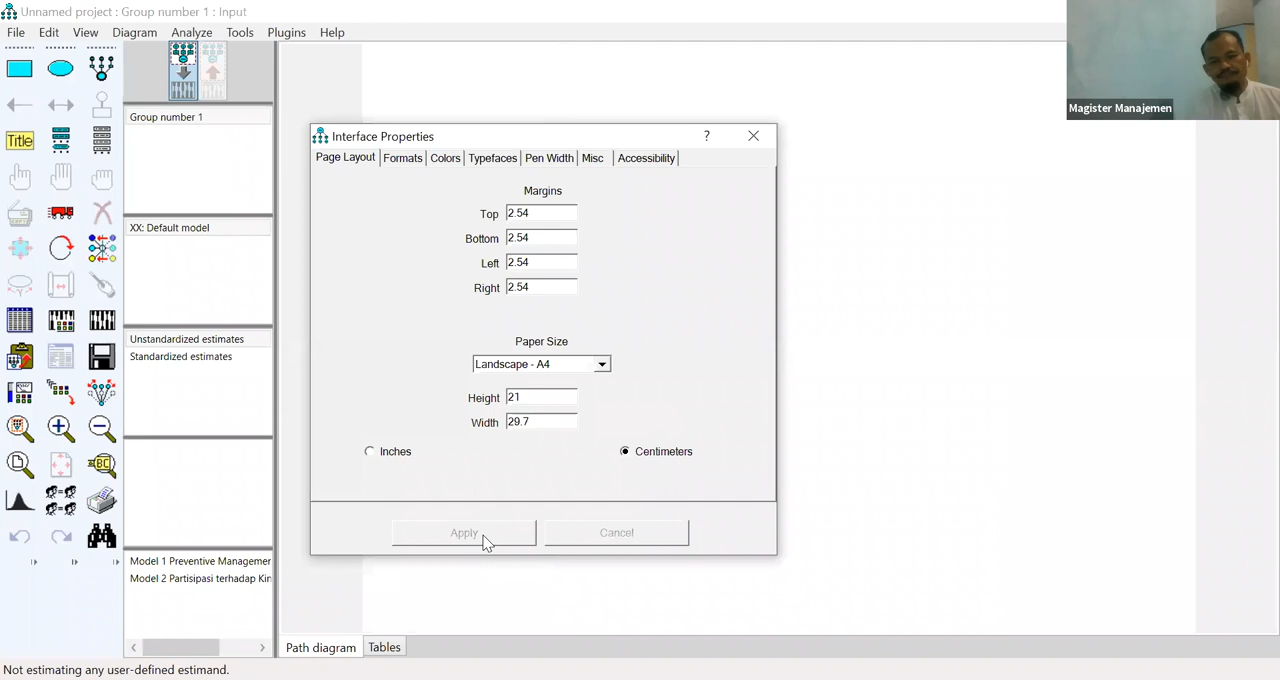 Unnamed project : Group number 1 : Input
File Edit View Diagram Analyze Tools Plugins Help
Magister Manajemen
Title
Group number 1
XX: Default model
Unstandardized estimates
Standardized estimates
ABC
Model 1 Preventive Managemer
Model 2 Partisipasi terhadap Kin
Interface Properties ?
Page Layout Formats Colors Typefaces Pen Width Misc Accessibility
Margins
Top 2.54
Bottom 2.54
Left 2.54
Right 2.54
Paper Size
Landscape - A4
Height 21
Width 29.7
Inches Centimeters
Apply Cancel
Path diagram Tables
Not estimating any user-defined estimand.